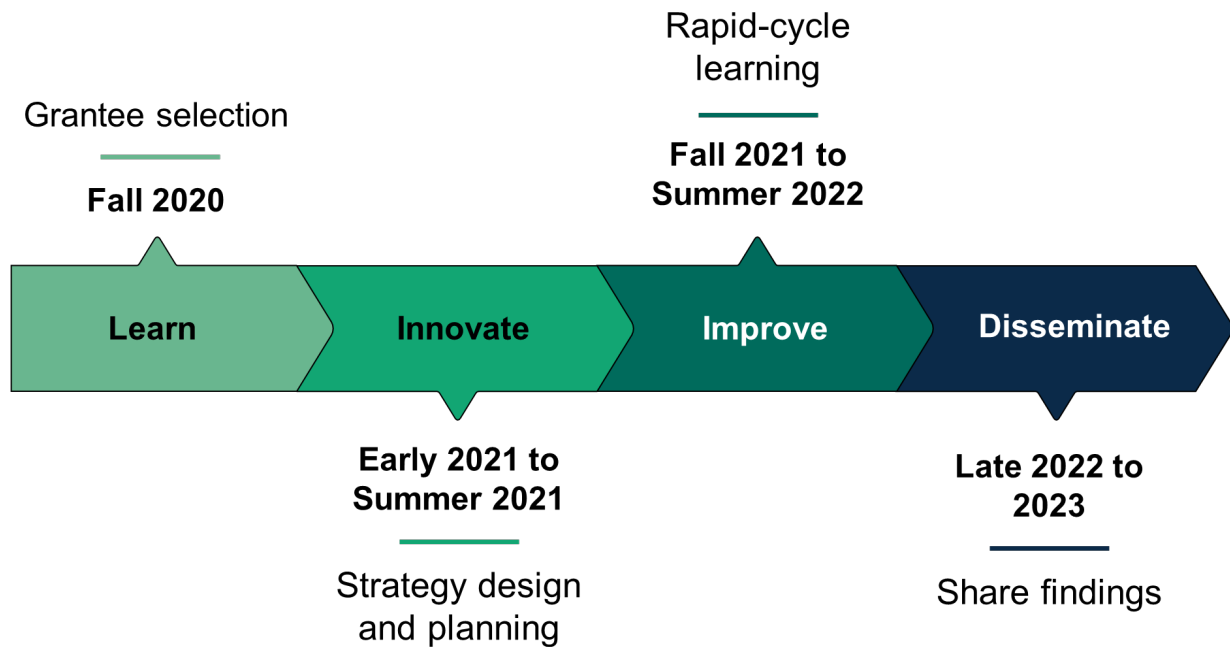 Grantee selection
Fall 2020
Learn
Innovate
Early 2021 to
Summer 2021
Strategy design
and planning
Rapid-cycle
learning
Fall 2021 to
Summer 2022
Improve
Disseminate
Late 2022 to
2023
Share findings